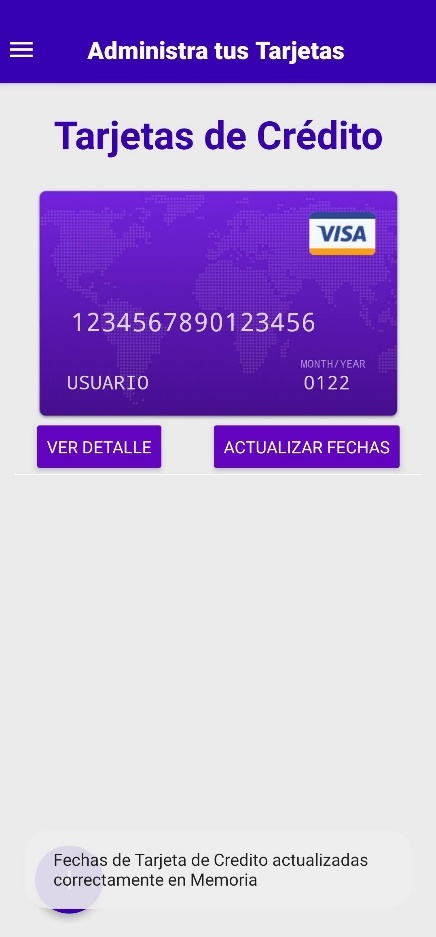 Administra tus Tarjetas
Tarjetas de Crédito
VISA
1234567890123456
MONTH/YEAR
USUARIO 0122
VER DETALLE ACTUALIZAR FECHAS
Fechas de Tarjeta de Credito actualizadas
correctamente en Memoria